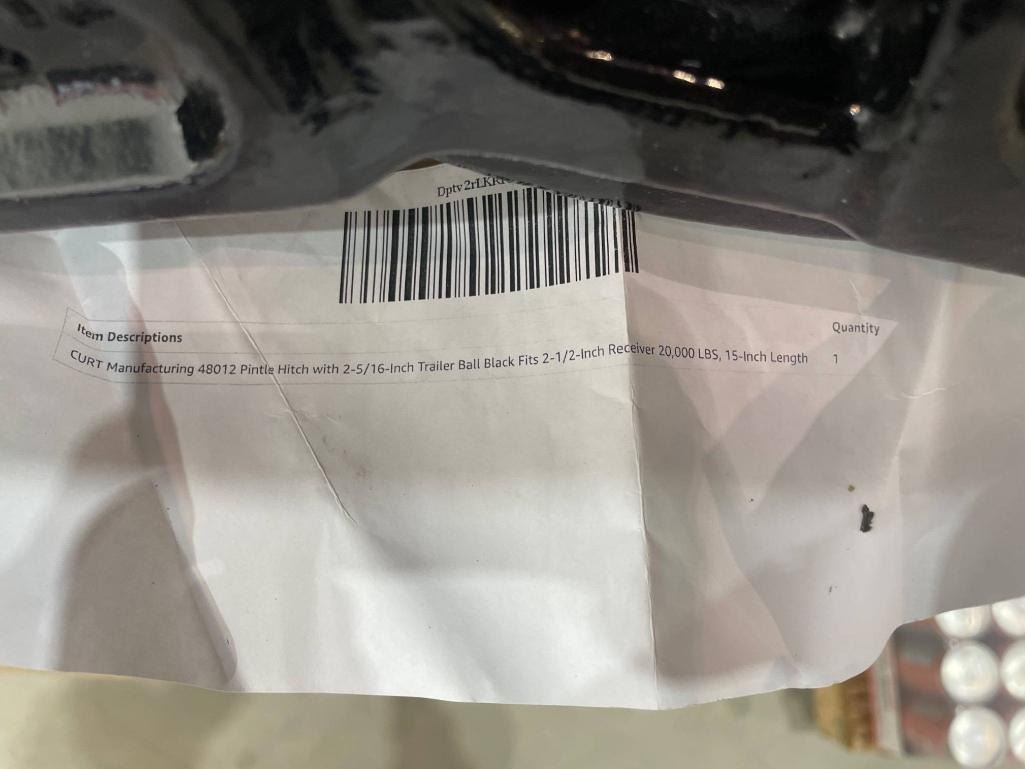 Item Descriptions Quantity
CURT Manufacturing 48012 Pintle Hitch with 2-5/16-Inch Trailer Ball Black Fits 2-1/2-Inch Receiver 20,000 LBS, 15-Inch Length 1